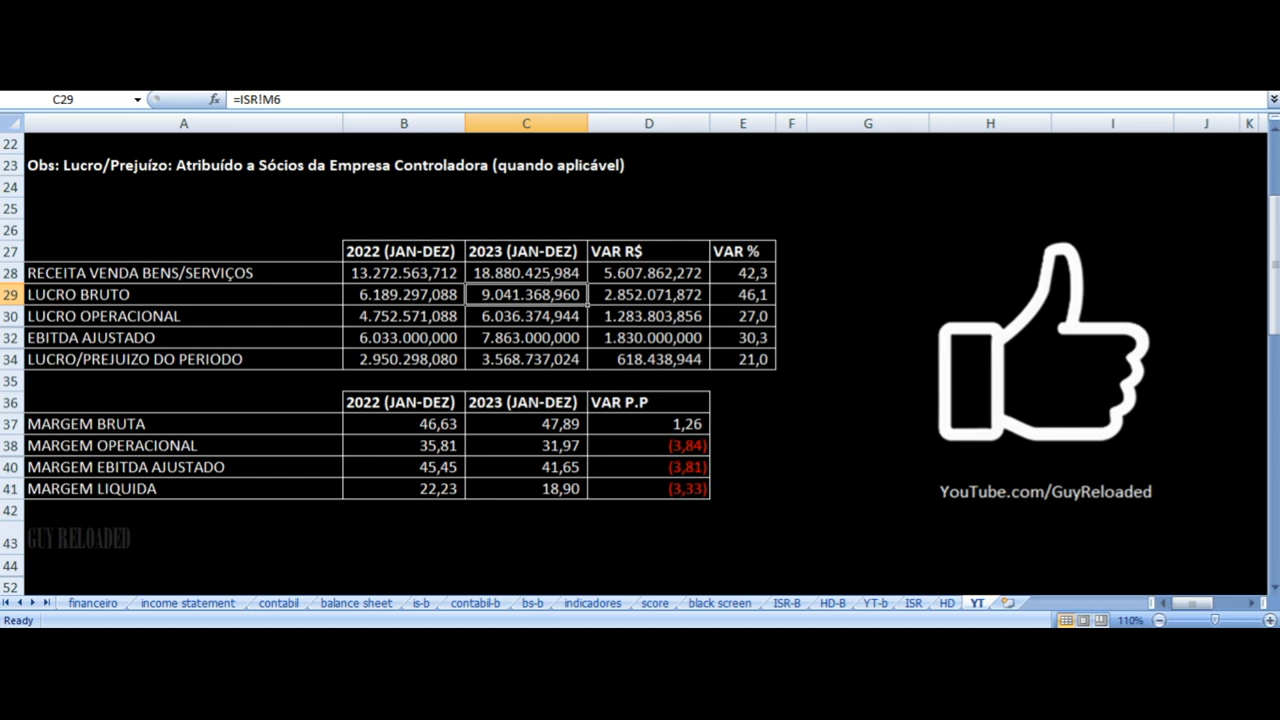 C29 fx =ISR!M6
A B C D E F G H I J K
22
23 Obs: Lucro/Prejuízo: Atribuído a Sócios da Empresa Controladora (quando aplicável)
24
25
26
27 2022 (JAN-DEZ) 2023 (JAN-DEZ) VAR R$ VAR %
28 RECEITA VENDA BENS/SERVIÇOS 13.272.563,712 18.880.425,984 5.607.862,272 42,3
29 LUCRO BRUTO 6.189.297,088 9.041.368,960 2.852.071,872 46,1
30 LUCRO OPERACIONAL 4.752.571,088 6.036.374,944 1.283.803,856 27,0
32 EBITDA AJUSTADO 6.033.000,000 7.863.000,000 1.830.000,000 30,3
34 LUCRO/PREJUIZO DO PERIODO 2.950.298,080 3.568.737,024 618.438,944 21,0
35
36 2022 (JAN-DEZ) 2023 (JAN-DEZ) VAR P.P
37 MARGEM BRUTA 46,63 47,89 1,26
38 MARGEM OPERACIONAL 35,81 31,97 (3,84)
40 MARGEM EBITDA AJUSTADO 45,45 41,65 (3,81)
41 MARGEM LIQUIDA 22,23 18,90 (3,33)
YouTube.com/GuyReloaded
42
43 GUY RELOADED
44
52
financeiro income statement contabil balance sheet is-b contabil-b bs-b indicadores score black screen ISR-B HD-B YT-b ISR HD YT
Ready 110%